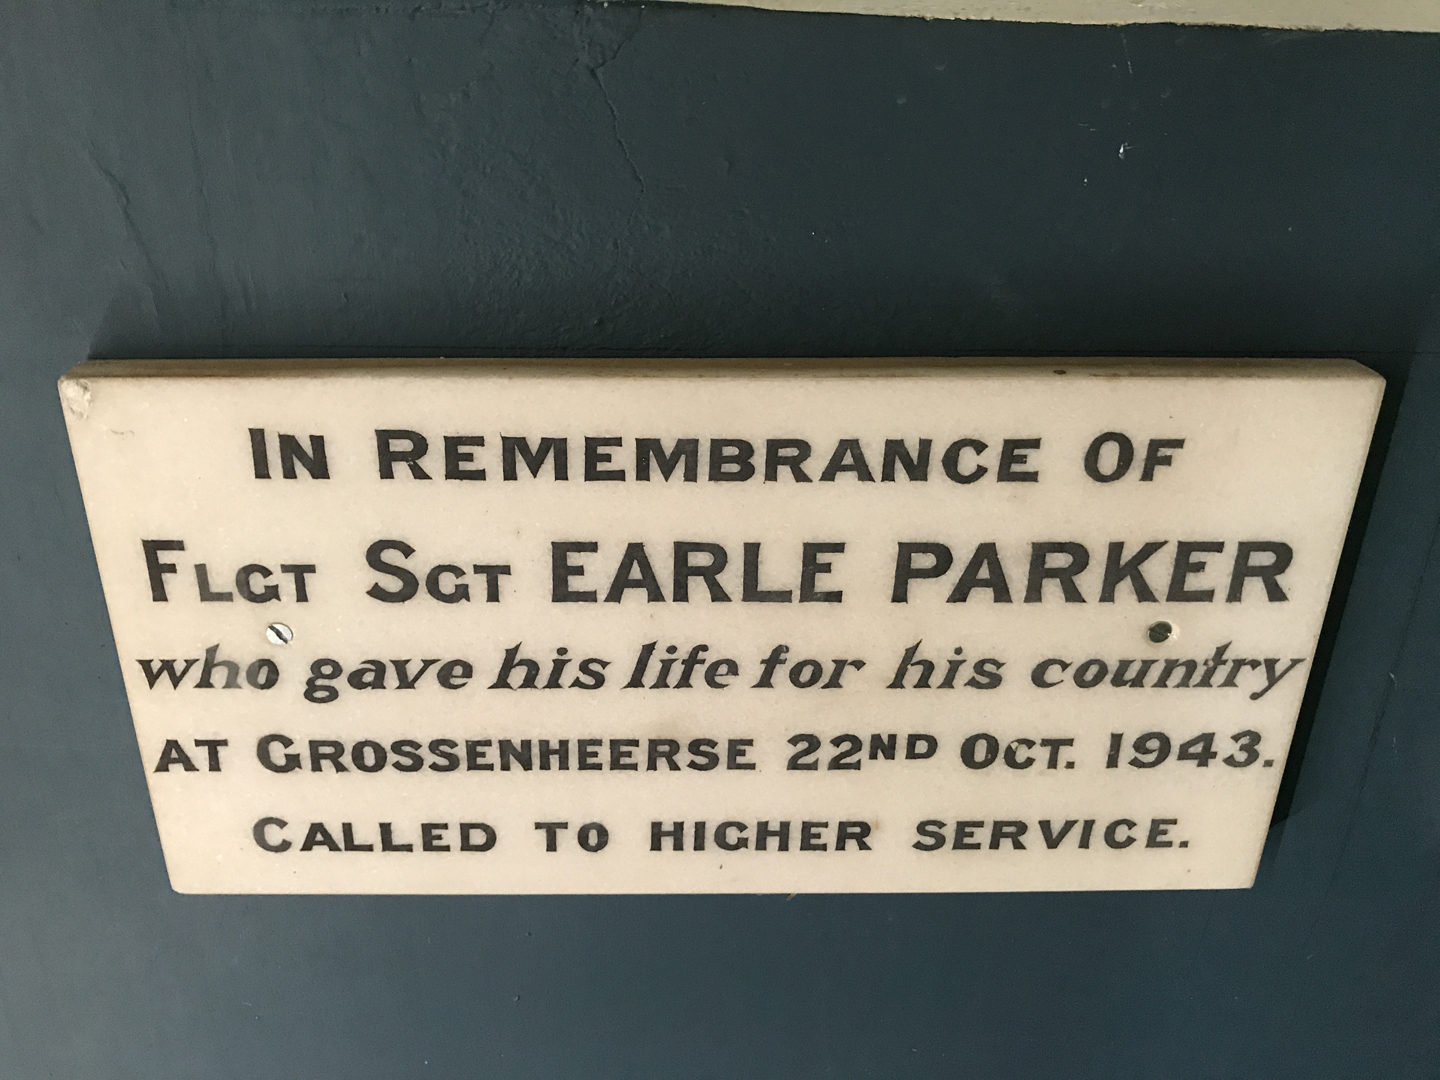 In Remembrance Of
Flgt Sgt EARLE PARKER
who gave his life for his country
AT GROSSENHEERSE 22ND OCT. 1943.
CALLED TO HIGHER SERVICE.